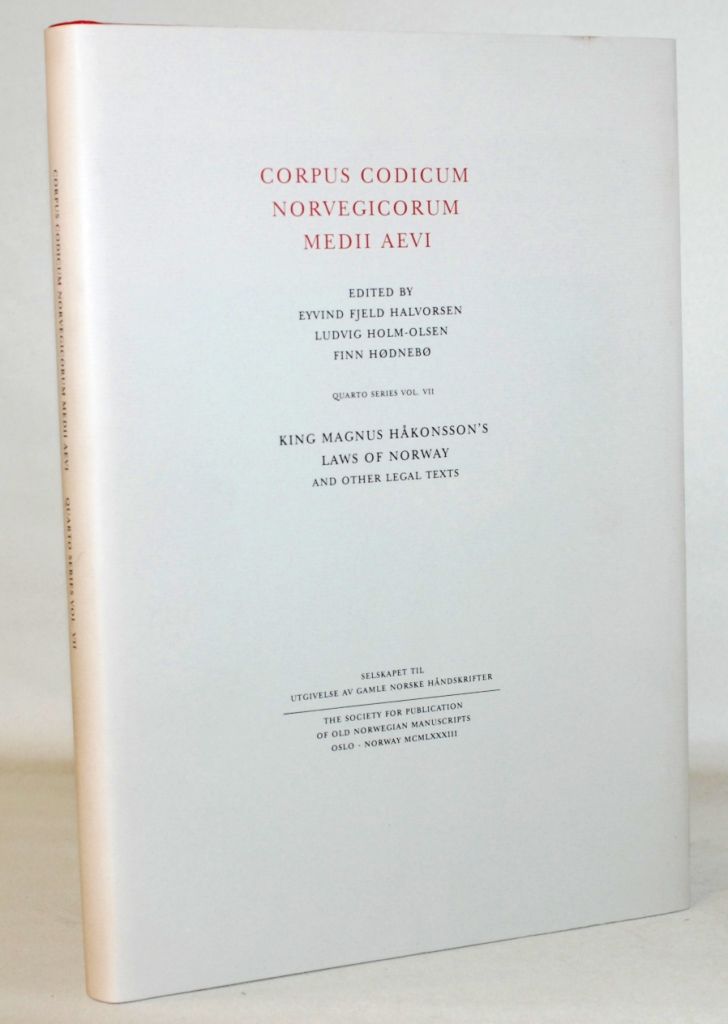 CORPUS CODICUM
NORVEGICORUM
MEDII AEVI
EDITED BY
EYVIND FJELD HALVORSEN
LUDVIG HOLM-OLSEN
FINN HØDNEBØ
QUARTO SERIES VOL. VII
KING MAGNUS HÅKONSSON'S
LAWS OF NORWAY
AND OTHER LEGAL TEXTS
SELSKAPET TIL
UTGIVELSE AV GAMLE NORSKE HÅNDSKRIFTER
THE SOCIETY FOR PUBLICATION
OF OLD NORWEGIAN MANUSCRIPTS
OSLO · NORWAY MCMLXXXIII
CORPUS CODICUM NORVEGICORUM MEDII AEVI QUARTO SERIES VOL. VII